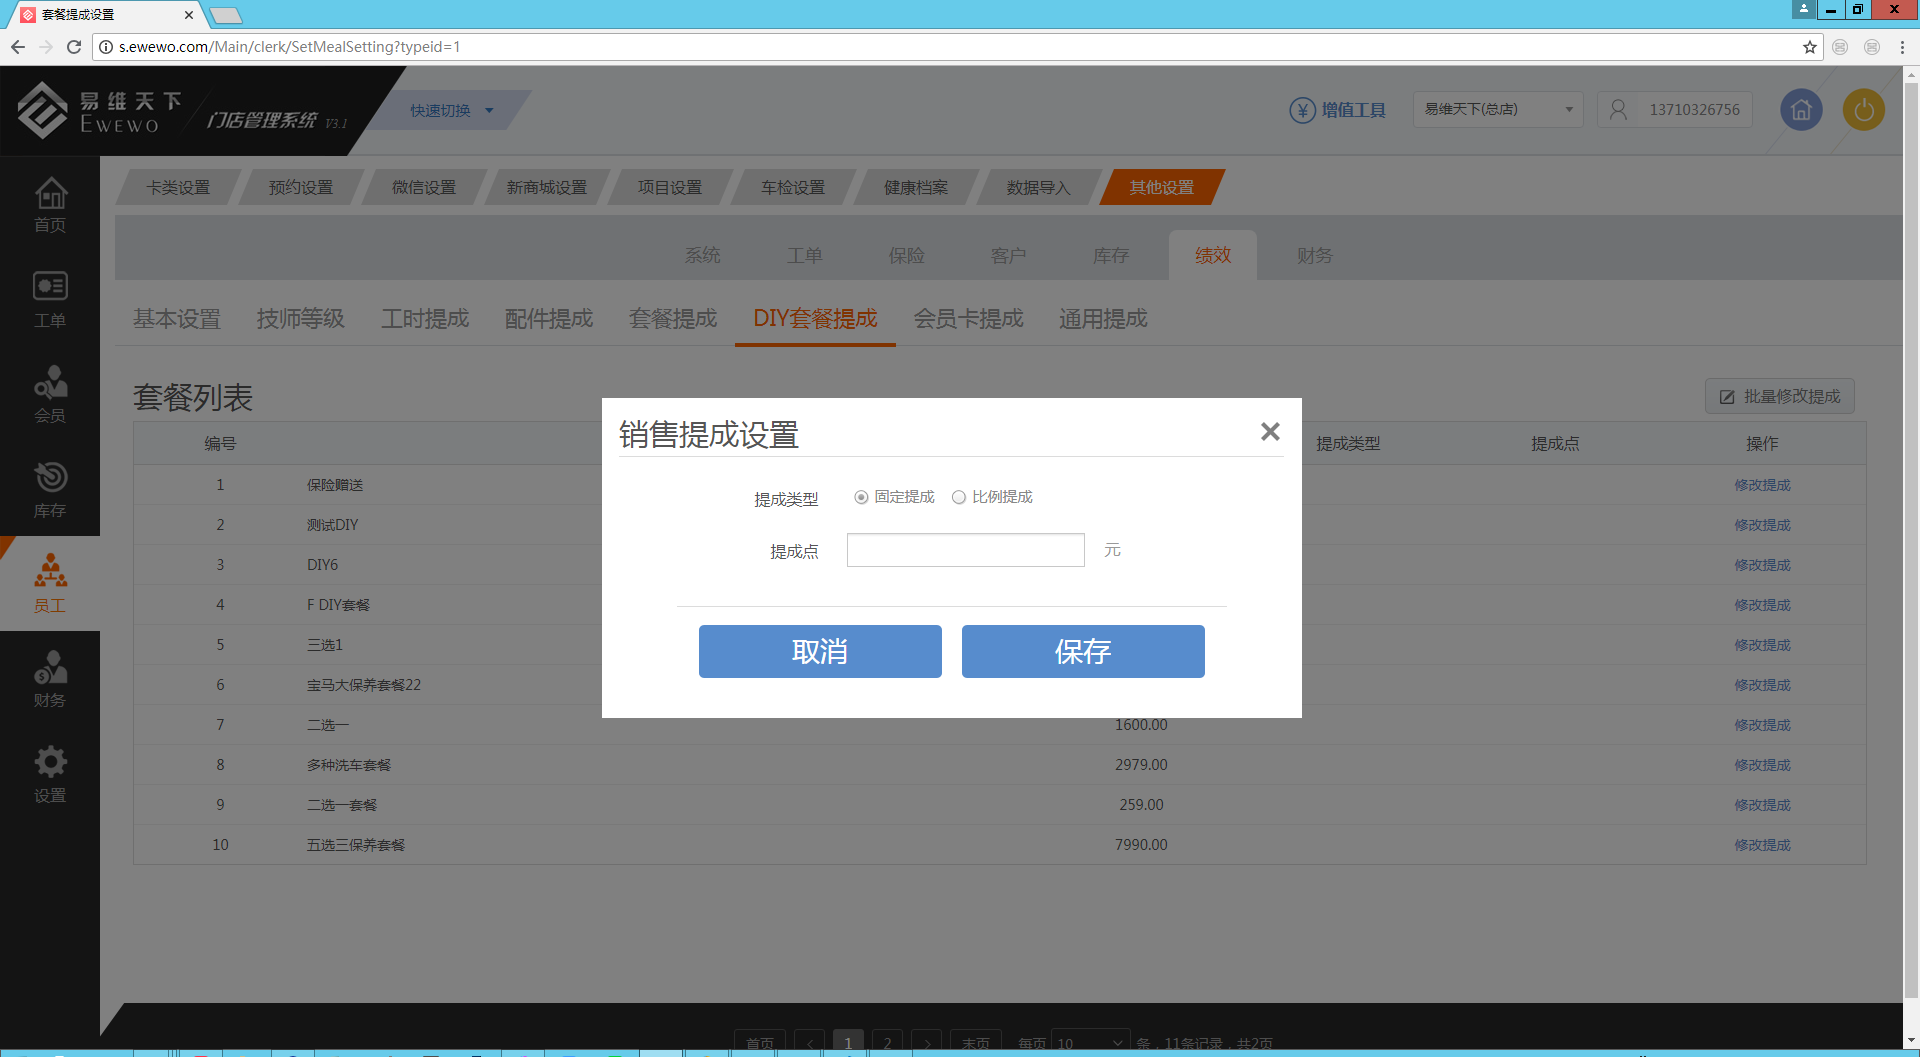 套餐提成设置
s.ewewo.com/Main/clerk/SetMealSetting?typeid=1
易维天下
EWEWO
门店管理系统 V3.1
快速切换
增值工具
易维天下(总店)
13710326756
卡类设置 预约设置 微信设置 新商城设置 项目设置 车检设置 健康档案 数据导入 其他设置
系统 工单 保险 客户 库存 绩效 财务
基本设置 技师等级 工时提成 配件提成 套餐提成 DIY套餐提成 会员卡提成 通用提成
首页
工单
会员
库存
员工
财务
设置
套餐列表
批量修改提成
编号 提成类型 提成点 操作
1 保险赠送 修改提成
2 测试DIY 修改提成
3 DIY6 修改提成
4 F DIY套餐 修改提成
5 三选1 修改提成
6 宝马大保养套餐22 修改提成
7 二选一 1600.00 修改提成
8 多种洗车套餐 2979.00 修改提成
9 二选一套餐 259.00 修改提成
10 五选三保养套餐 7990.00 修改提成
销售提成设置
提成类型 固定提成 比例提成
提成点 元
取消 保存
首页 < 1 2 > 末页 每页 10 条，11条记录，共2页